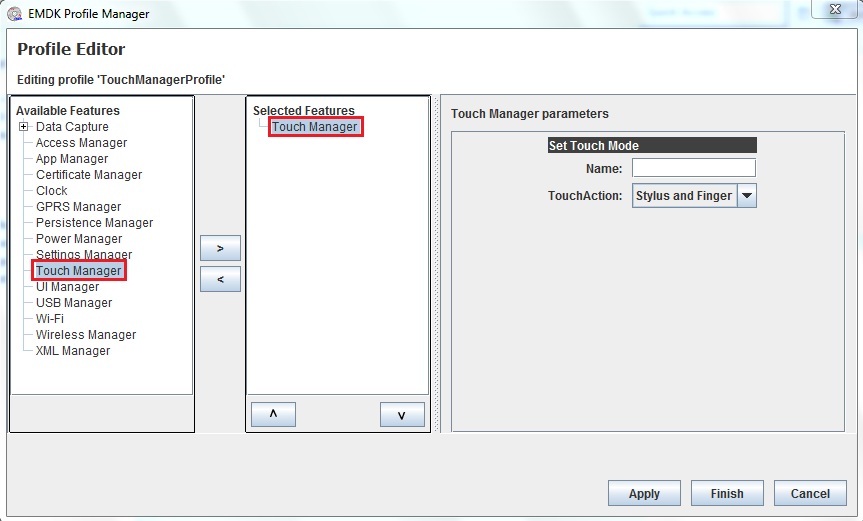 EMDK Profile Manager
Profile Editor
Editing profile 'TouchManagerProfile'
Available Features
Data Capture
Access Manager
App Manager
Certificate Manager
Clock
GPRS Manager
Persistence Manager
Power Manager
Settings Manager
Touch Manager
UI Manager
USB Manager
Wi-Fi
Wireless Manager
XML Manager
>
<
Selected Features
Touch Manager
^
v
Touch Manager parameters
Set Touch Mode
Name:
TouchAction: Stylus and Finger
Apply Finish Cancel